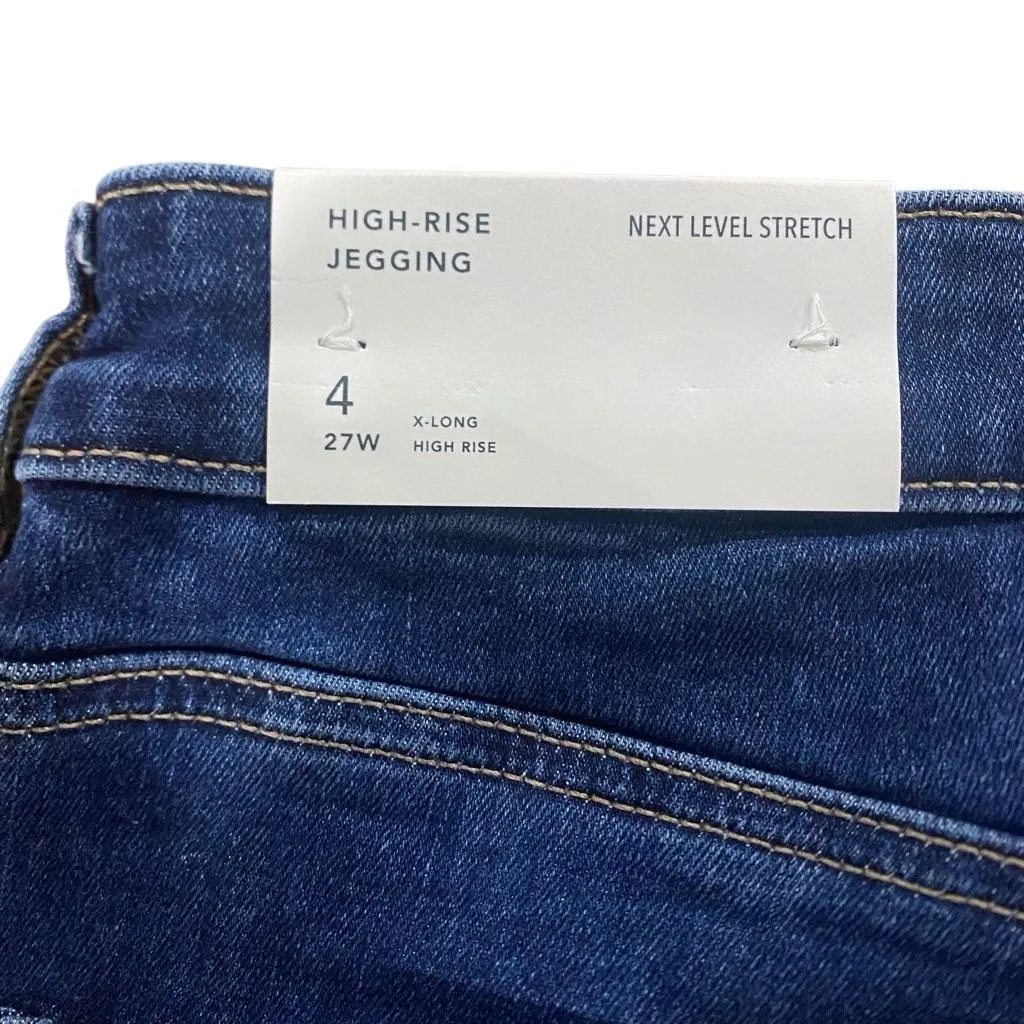 HIGH-RISE
JEGGING
NEXT LEVEL STRETCH
4
27W
X-LONG
HIGH RISE